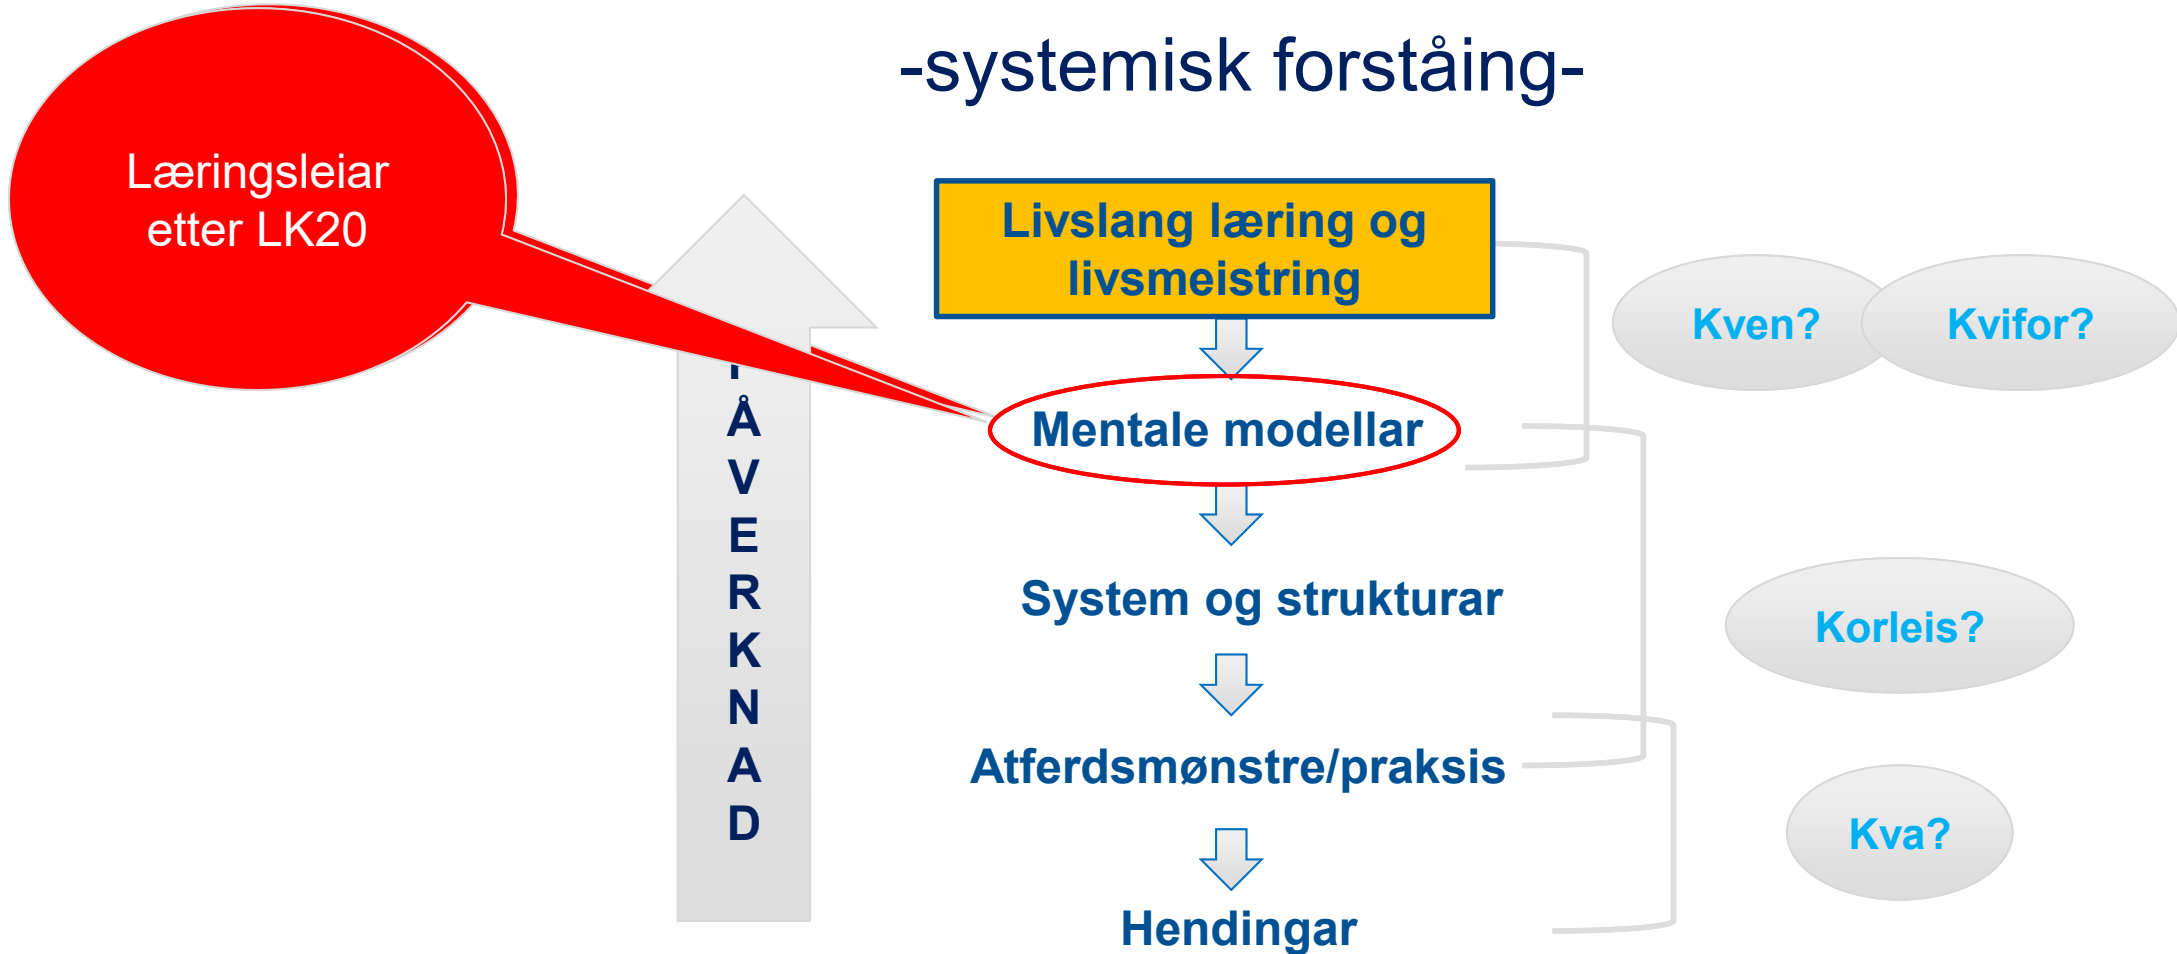 -systemisk forståing-
Læringsleiar
etter LK20
Livslang læring og
livsmeistring
Kven?
Kvifor?
Mentale modellar
Å
V
E
R
K
N
A
D
System og strukturar
Korleis?
Atferdsmønstre/praksis
Kva?
Hendingar